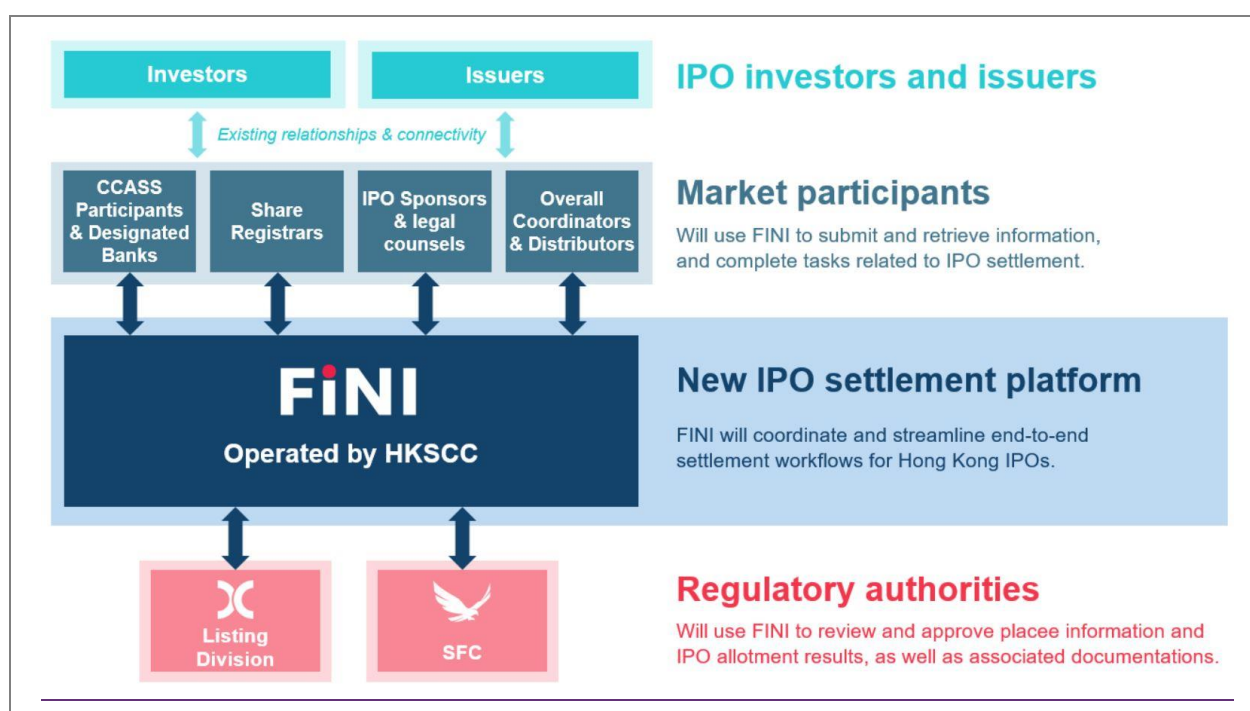 Investors
Issuers
IPO investors and issuers
Existing relationships & connectivity
CCASS
Participants
& Designated
Banks
Share
Registrars
IPO Sponsors
& legal
counsels
Overall
Coordinators
& Distributors
Market participants
Will use FINI to submit and retrieve information,
and complete tasks related to IPO settlement.
FiNI
Operated by HKSCC
New IPO settlement platform
FINI will coordinate and streamline end-to-end
settlement workflows for Hong Kong IPOs.
Listing
Division
SFC
Regulatory authorities
Will use FINI to review and approve placee information and
IPO allotment results, as well as associated documentations.